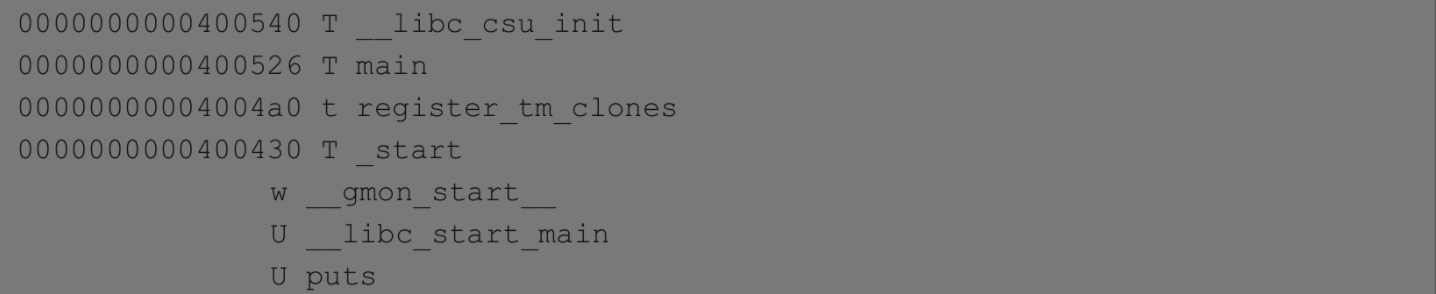 0000000000400540 T __libc_csu_init
0000000000400526 T main
00000000004004a0 t register_tm_clones
0000000000400430 T _start
w __gmon_start__
U __libc_start_main
U puts